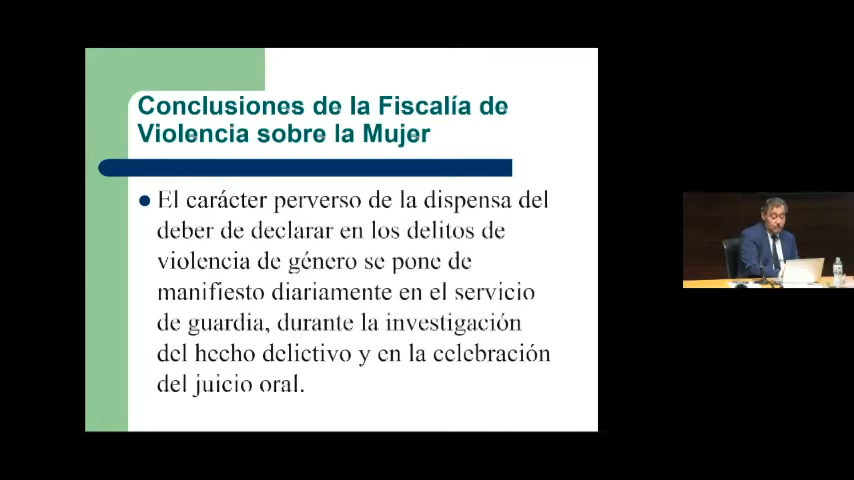 Conclusiones de la Fiscalía de
Violencia sobre la Mujer
El carácter perverso de la dispensa del
deber de declarar en los delitos de
violencia de género se pone de
manifiesto diariamente en el servicio
de guardia, durante la investigación
del hecho delictivo y en la celebración
del juicio oral.